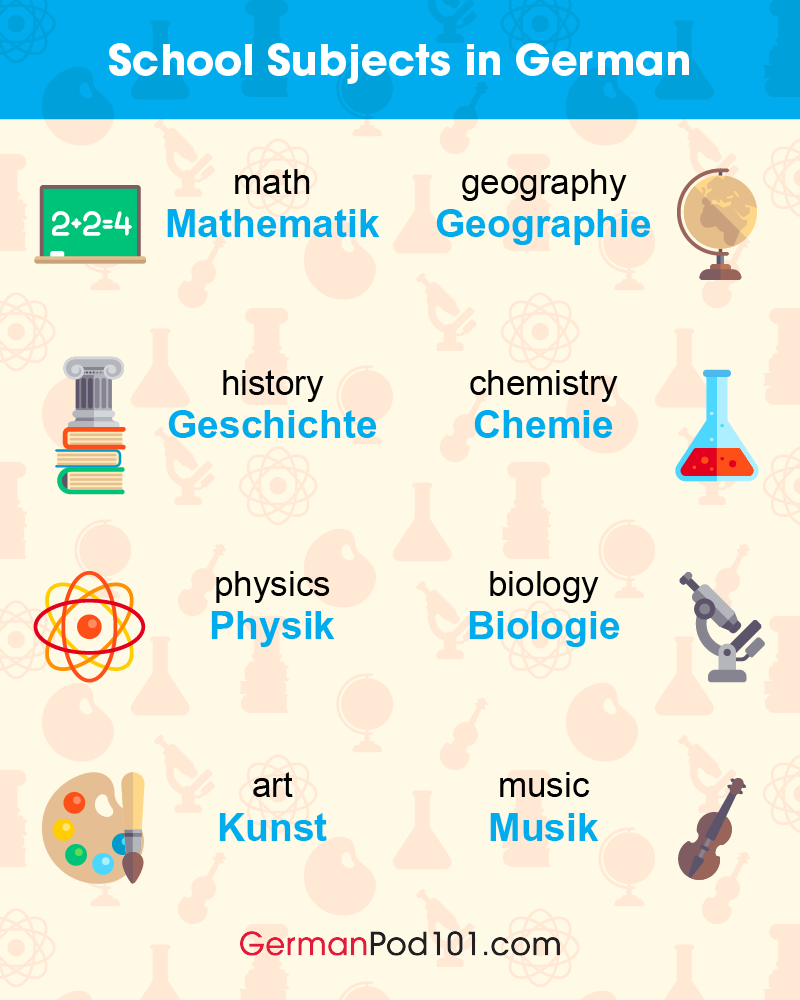 School Subjects in German
math
Mathematik
geography
Geographie
2+2=4
history
Geschichte
chemistry
Chemie
physics
Physik
biology
Biologie
art
Kunst
music
Musik
GermanPod101.com